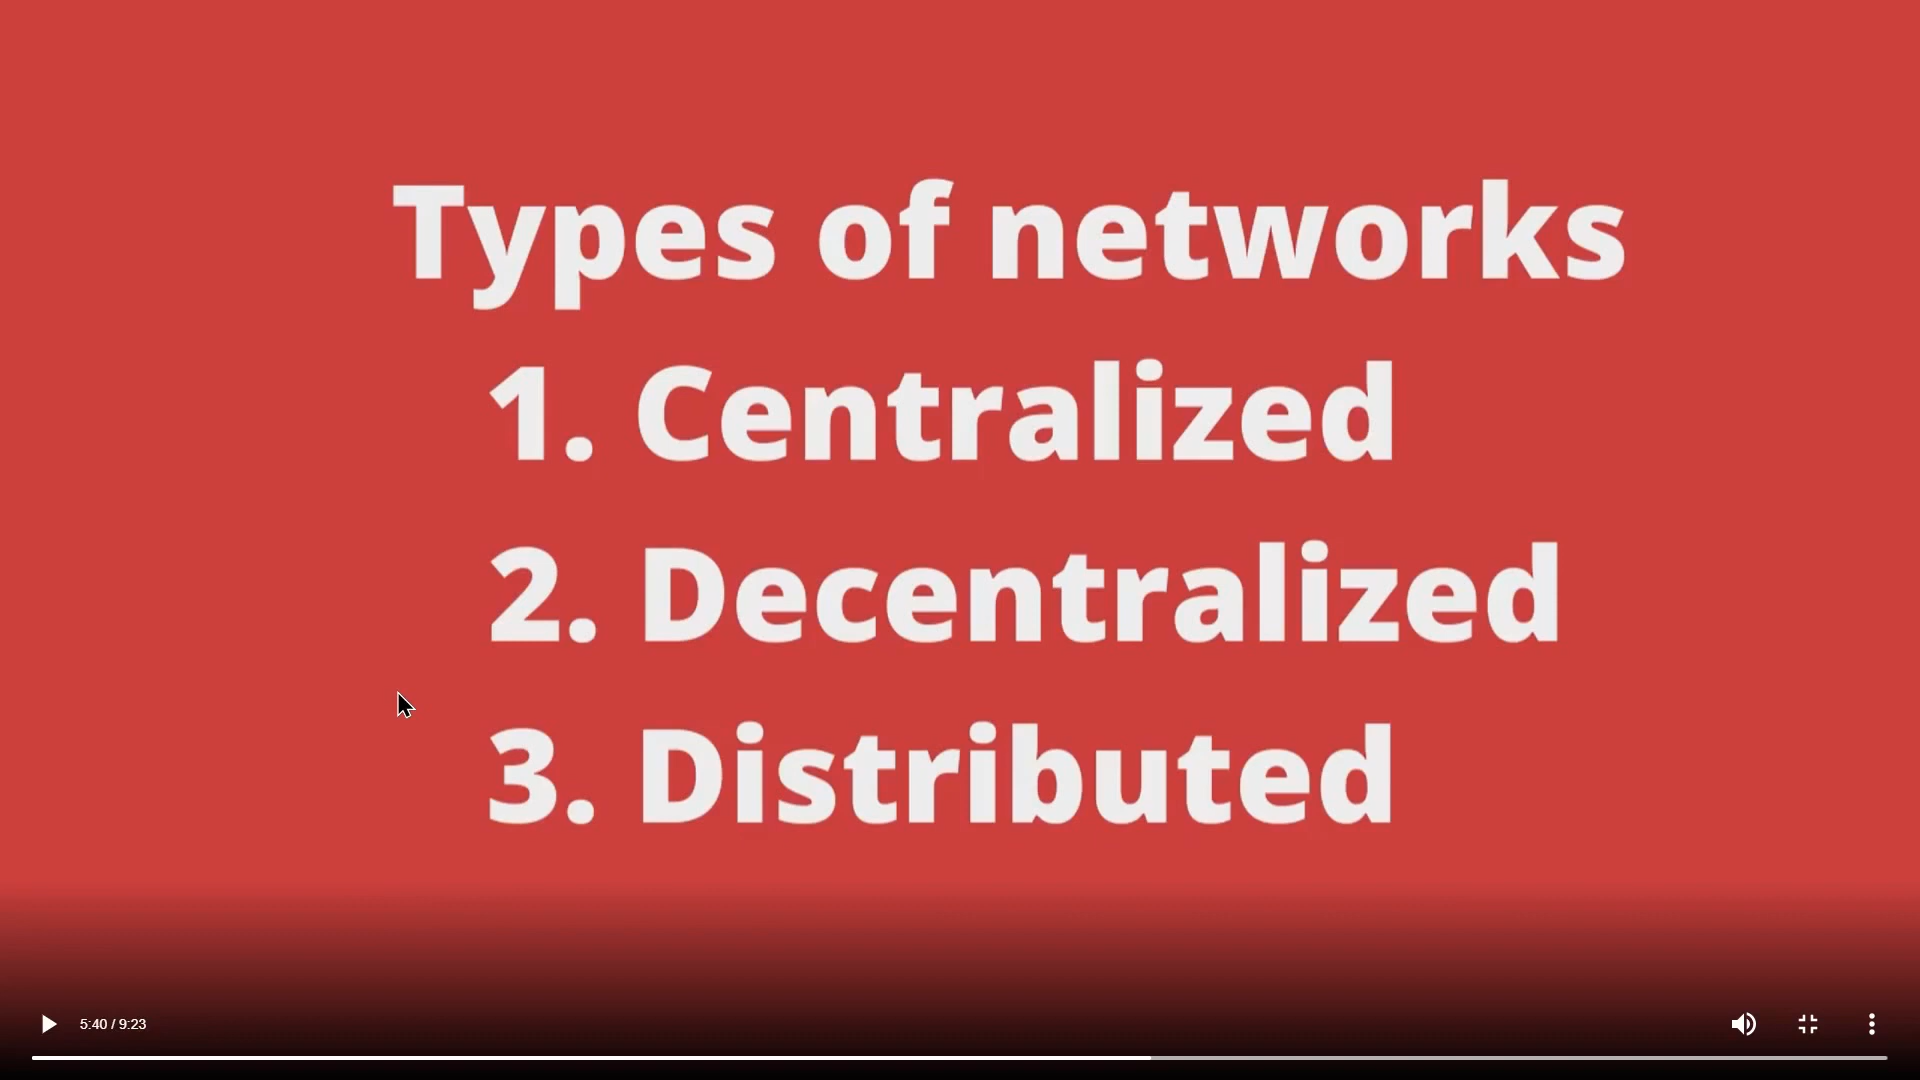 Types of networks
1. Centralized
2. Decentralized
3. Distributed
5:40 / 9:23